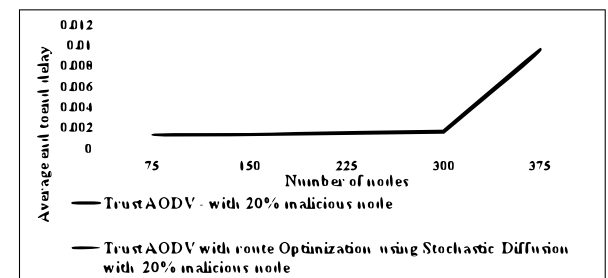 0.012
0.01
0.008
0.006
0.004
0.002
0
Average end to end delay
75 150 225 300 375
Number of nodes
Trust AODV - with 20% malicious node
Trust AODV with route Optimization using Stochastic Diffusion
with 20% malicious node